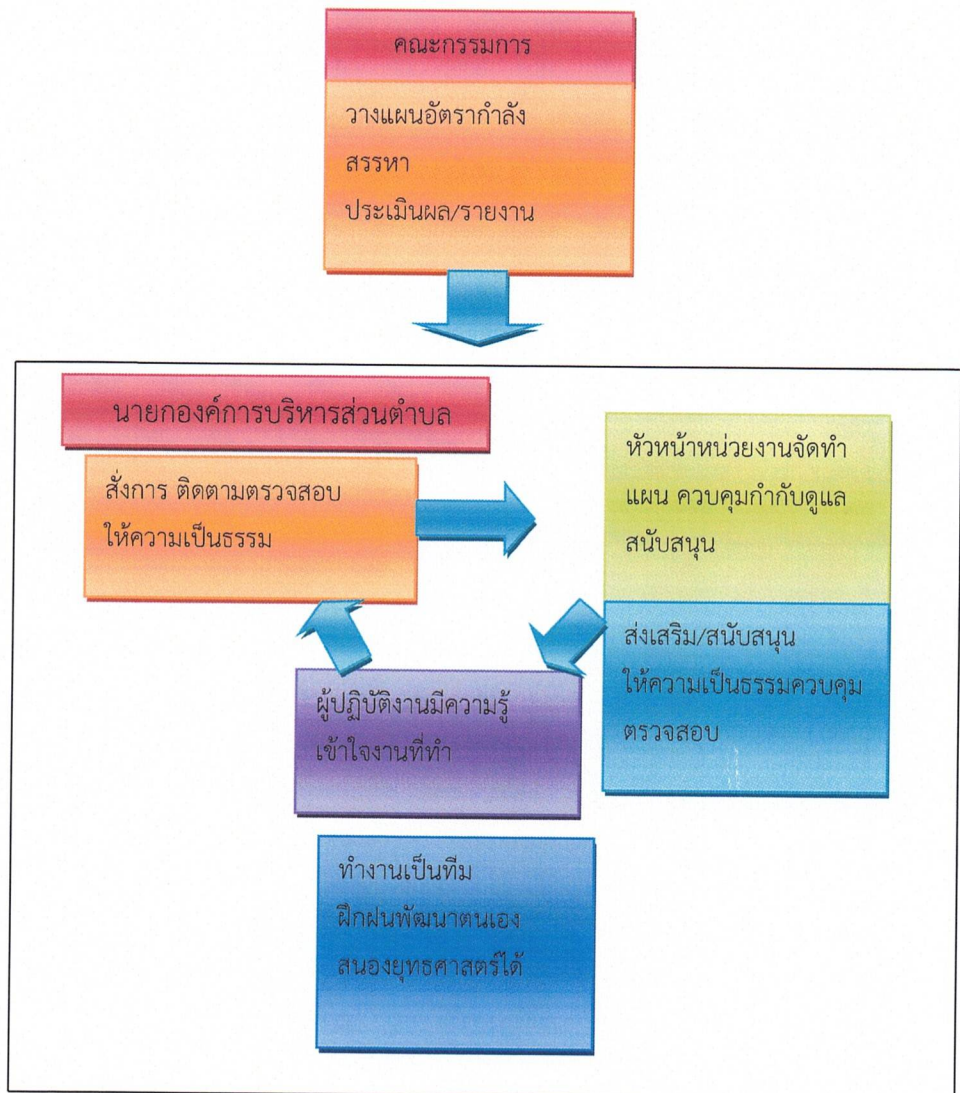 คณะกรรมการ
วางแผนอัตรากำลัง
สรรหา
ประเมินผล/รายงาน
นายกองค์การบริหารส่วนตำบล
สั่งการ ติดตามตรวจสอบ
ให้ความเป็นธรรม
หัวหน้าหน่วยงานจัดทำ
แผน ควบคุมกำกับดูแล
สนับสนุน
ส่งเสริม/สนับสนุน
ให้ความเป็นธรรมควบคุม
ตรวจสอบ
ผู้ปฏิบัติงานมีความรู้
เข้าใจงานที่ทำ
ทำงานเป็นทีม
ฝึกฝนพัฒนาตนเอง
สนองยุทธศาสตร์ได้